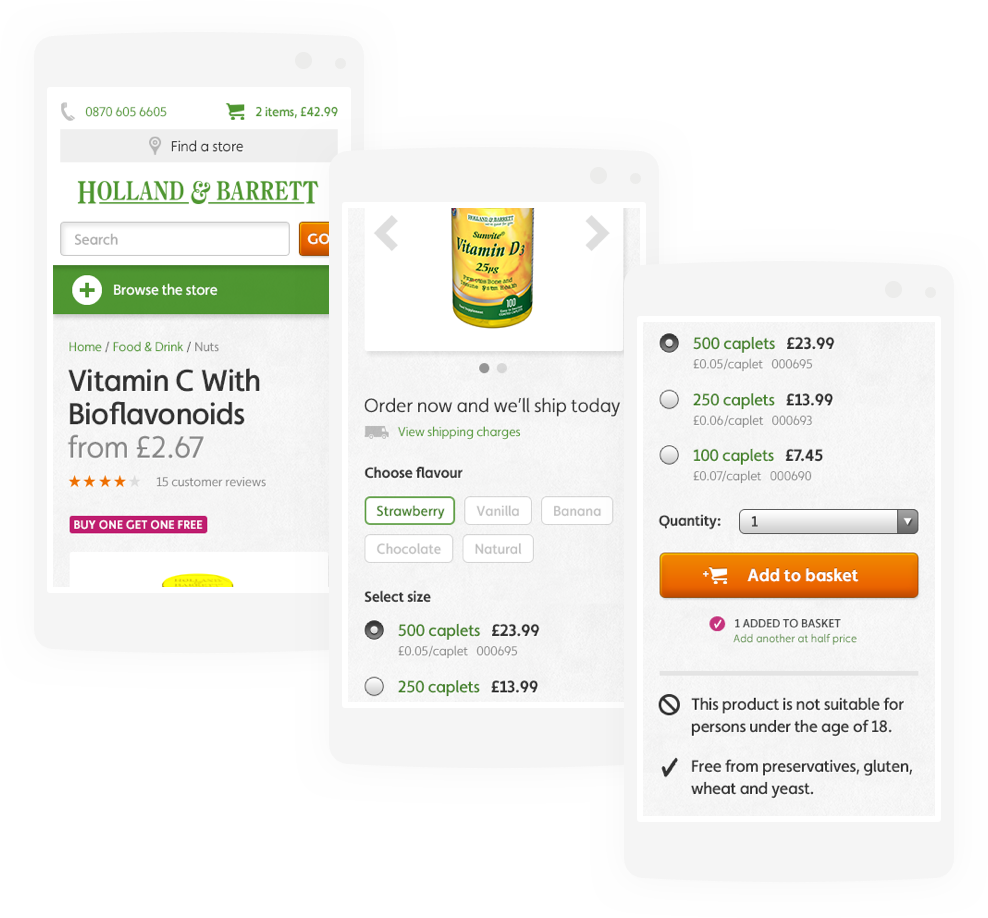 0870 605 6605
2 items, £42.99
Find a store
HOLLAND & BARRETT
Search
GO
Browse the store
Home / Food & Drink / Nuts
Vitamin C With
Bioflavonoids
from £2.67
15 customer reviews
BUY ONE GET ONE FREE
HOLLAND & BARRETT
HOLLAND & BARRETT
Sunvite®
Vitamin D3
25µg
100
Order now and we'll ship today
View shipping charges
Choose flavour
Strawberry
Vanilla
Banana
Chocolate
Natural
Select size
500 caplets £23.99
£0.05/caplet 000695
250 caplets £13.99
500 caplets £23.99
£0.05/caplet 000695
250 caplets £13.99
£0.06/caplet 000693
100 caplets £7.45
£0.07/caplet 000690
Quantity: 1
Add to basket
1 ADDED TO BASKET
Add another at half price
This product is not suitable for
persons under the age of 18.
Free from preservatives, gluten,
wheat and yeast.